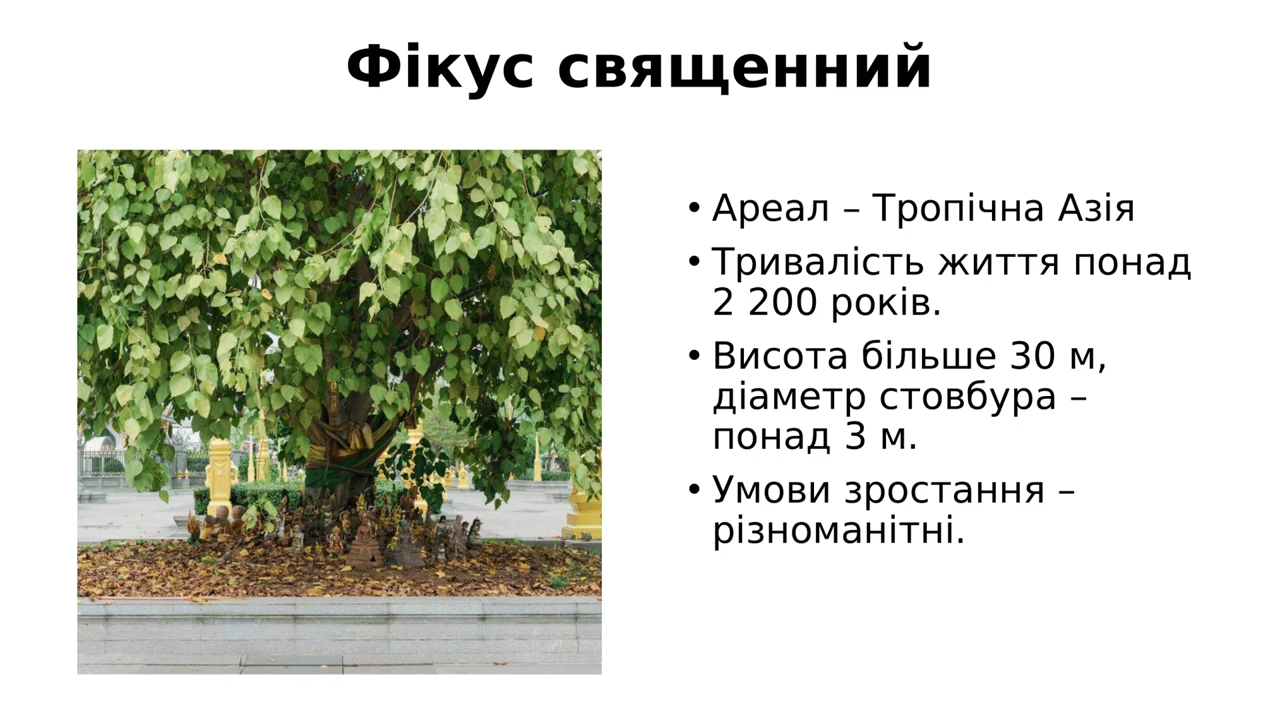 Фікус священний
• Ареал – Тропічна Азія
• Тривалість життя понад
2 200 років.
• Висота більше 30 м,
діаметр стовбура –
понад 3 м.
• Умови зростання –
різноманітні.